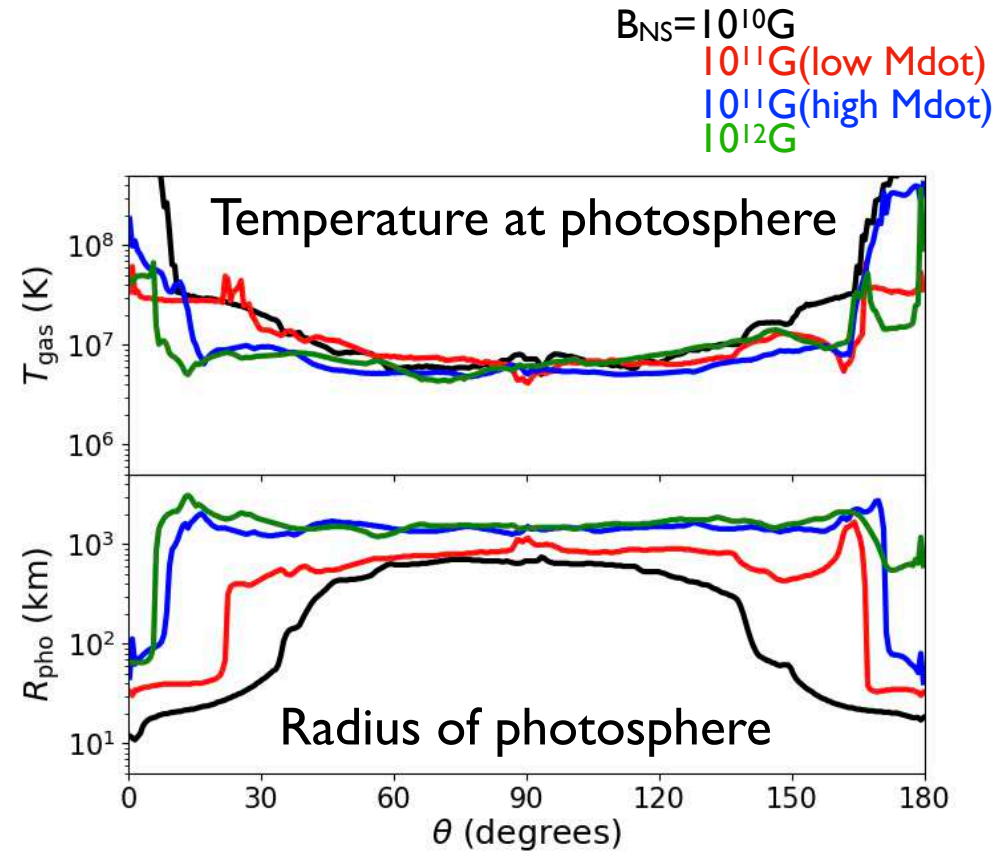 B_NS=10^10G
10^11G(low Mdot)
10^11G(high Mdot)
10^12G
Temperature at photosphere
T_gas (K)
10^8
10^7
10^6
Radius of photosphere
R_pho (km)
10^3
10^2
10^1
0 30 60 90 120 150 180
θ (degrees)